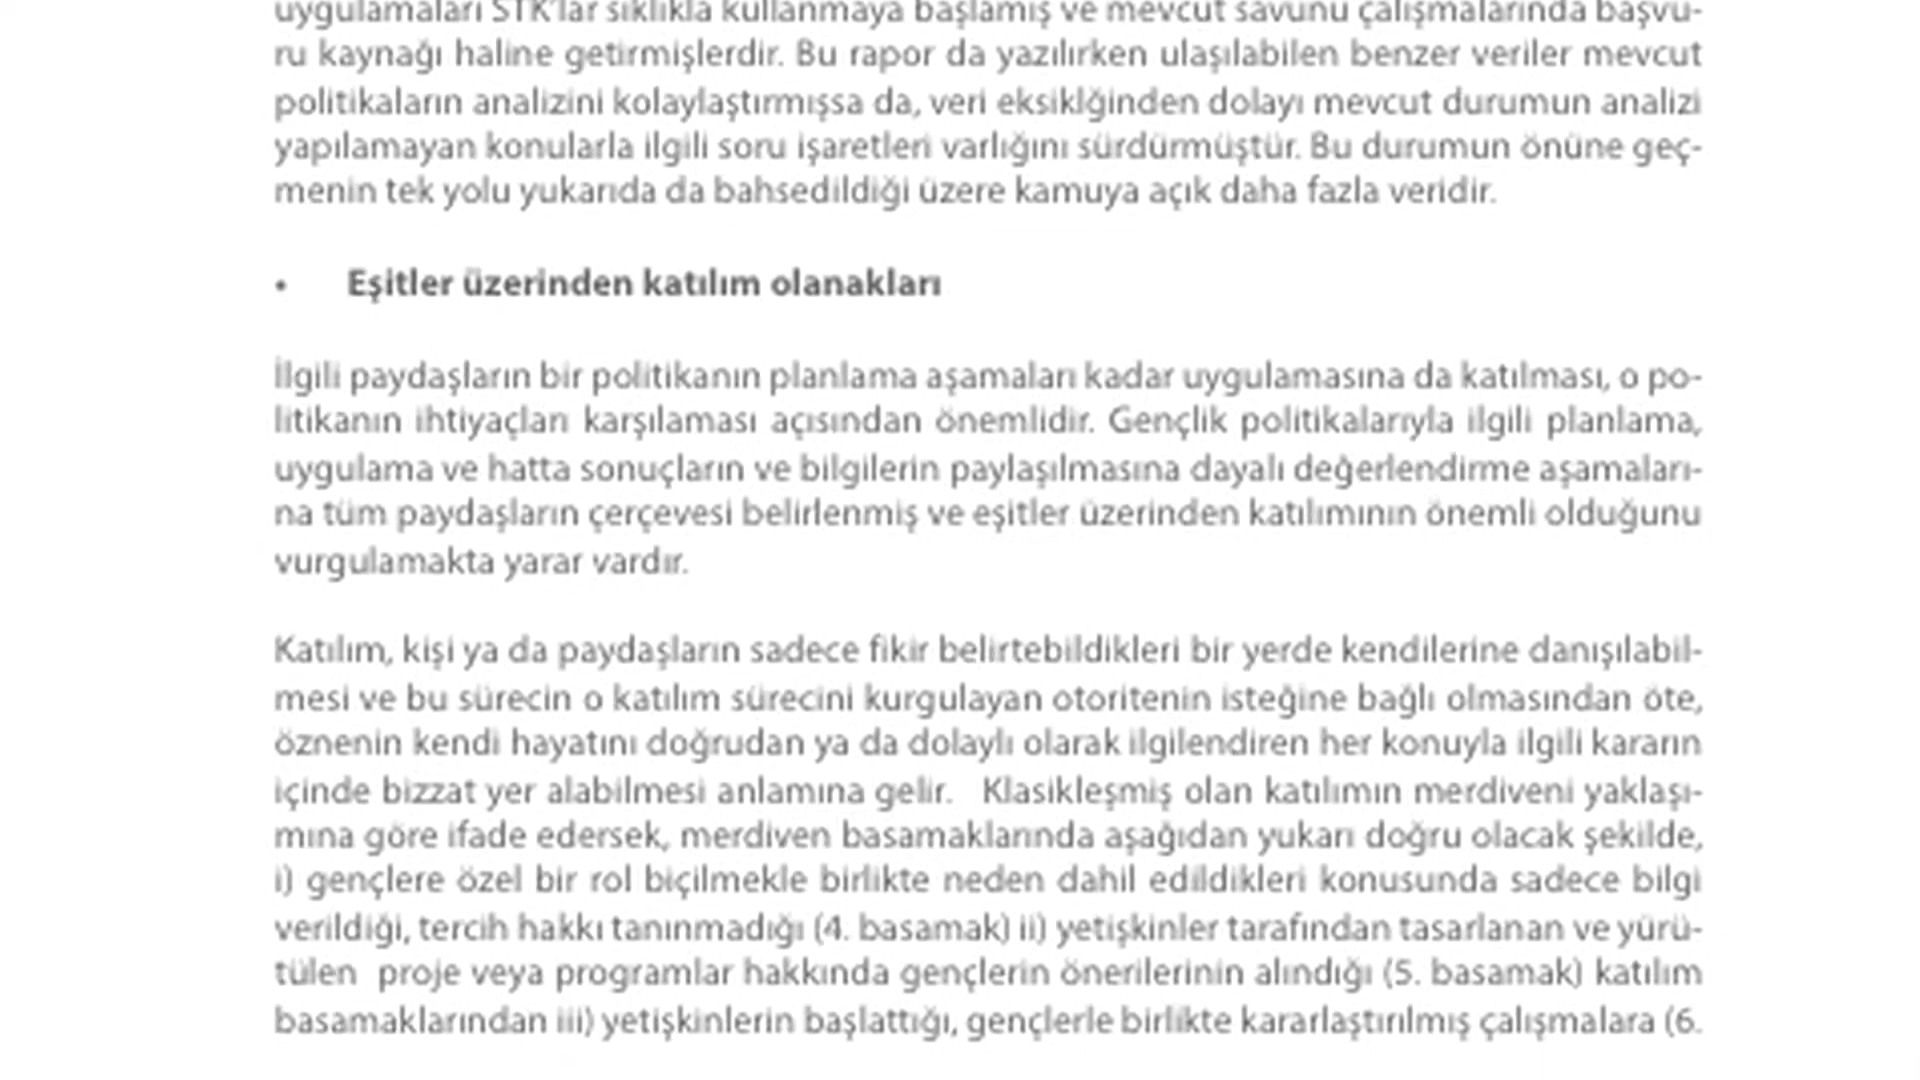 uygulamaları STK'lar sıklıkla kullanmaya başlamış ve mevcut savunu çalışmalarında başvu-
ru kaynağı haline getirmişlerdir. Bu rapor da yazılırken ulaşılabilen benzer veriler mevcut
politikaların analizini kolaylaştırmışsa da, veri eksiklğinden dolayı mevcut durumun analizi
yapılamayan konularla ilgili soru işaretleri varlığını sürdürmüştür. Bu durumun önüne geç-
menin tek yolu yukarıda da bahsedildiği üzere kamuya açık daha fazla veridir.
• Eşitler üzerinden katılım olanakları
İlgili paydaşların bir politikanın planlama aşamaları kadar uygulamasına da katılması, o po-
litikanın ihtiyaçları karşılaması açısından önemlidir. Gençlik politikalarıyla ilgili planlama,
uygulama ve hatta sonuçların ve bilgilerin paylaşılmasına dayalı değerlendirme aşamaları-
na tüm paydaşların çerçevesi belirlenmiş ve eşitler üzerinden katılımının önemli olduğunu
vurgulamakta yarar vardır.
Katılım, kişi ya da paydaşların sadece fikir belirtebildikleri bir yerde kendilerine danışılabil-
mesi ve bu sürecin o katılım sürecini kurgulayan otoritenin isteğine bağlı olmasından öte,
öznenin kendi hayatını doğrudan ya da dolaylı olarak ilgilendiren her konuyla ilgili kararın
içinde bizzat yer alabilmesi anlamına gelir. Klasikleşmiş olan katılımın merdiveni yaklaşı-
mına göre ifade edersek, merdiven basamaklarında aşağıdan yukarı doğru olacak şekilde,
i) gençlere özel bir rol biçilmekle birlikte neden dahil edildikleri konusunda sadece bilgi
verildiği, tercih hakkı tanınmadığı (4. basamak) ii) yetişkinler tarafından tasarlanan ve yürü-
tülen proje veya programlar hakkında gençlerin önerilerinin alındığı (5. basamak) katılım
basamaklarından iii) yetişkinlerin başlattığı, gençlerle birlikte kararlaştırılmış çalışmalara (6.